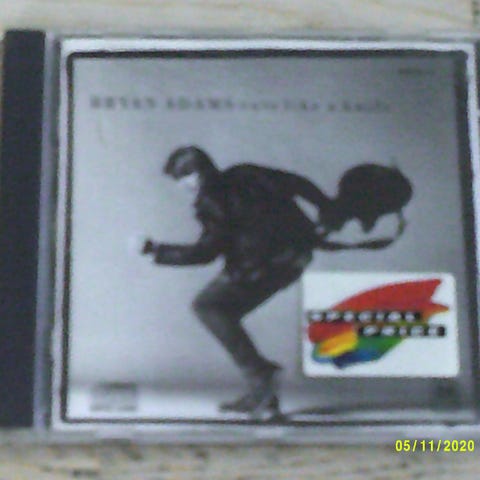 BRYAN ADAMS cuts like a knife
SPECIAL
PRICE
05/11/2020